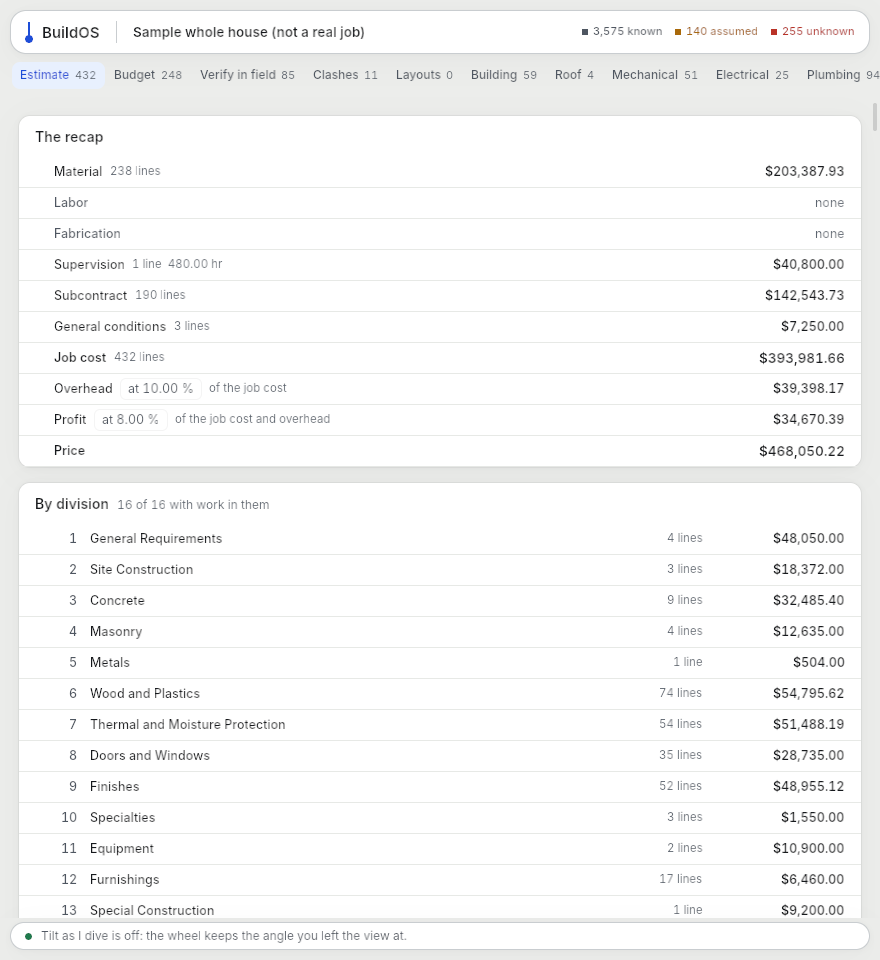 BuildOS Sample whole house (not a real job) 3,575 known 140 assumed 255 unknown
Estimate 432 Budget 248 Verify in field 85 Clashes 11 Layouts 0 Building 59 Roof 4 Mechanical 51 Electrical 25 Plumbing 94
The recap
Material 238 lines $203,387.93
Labor none
Fabrication none
Supervision 1 line 480.00 hr $40,800.00
Subcontract 190 lines $142,543.73
General conditions 3 lines $7,250.00
Job cost 432 lines $393,981.66
Overhead at 10.00 % of the job cost $39,398.17
Profit at 8.00 % of the job cost and overhead $34,670.39
Price $468,050.22
By division 16 of 16 with work in them
1 General Requirements 4 lines $48,050.00
2 Site Construction 3 lines $18,372.00
3 Concrete 9 lines $32,485.40
4 Masonry 4 lines $12,635.00
5 Metals 1 line $504.00
6 Wood and Plastics 74 lines $54,795.62
7 Thermal and Moisture Protection 54 lines $51,488.19
8 Doors and Windows 35 lines $28,735.00
9 Finishes 52 lines $48,955.12
10 Specialties 3 lines $1,550.00
11 Equipment 2 lines $10,900.00
12 Furnishings 17 lines $6,460.00
13 Special Construction 1 line $9,200.00
Tilt as I dive is off: the wheel keeps the angle you left the view at.